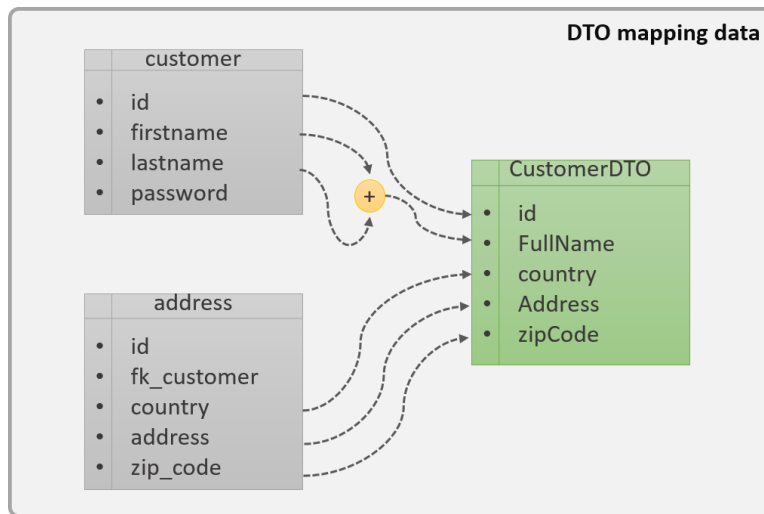 DTO mapping data
customer
• id
• firstname
• lastname
• password
+
CustomerDTO
• id
• FullName
• country
• Address
• zipCode
address
• id
• fk_customer
• country
• address
• zip_code